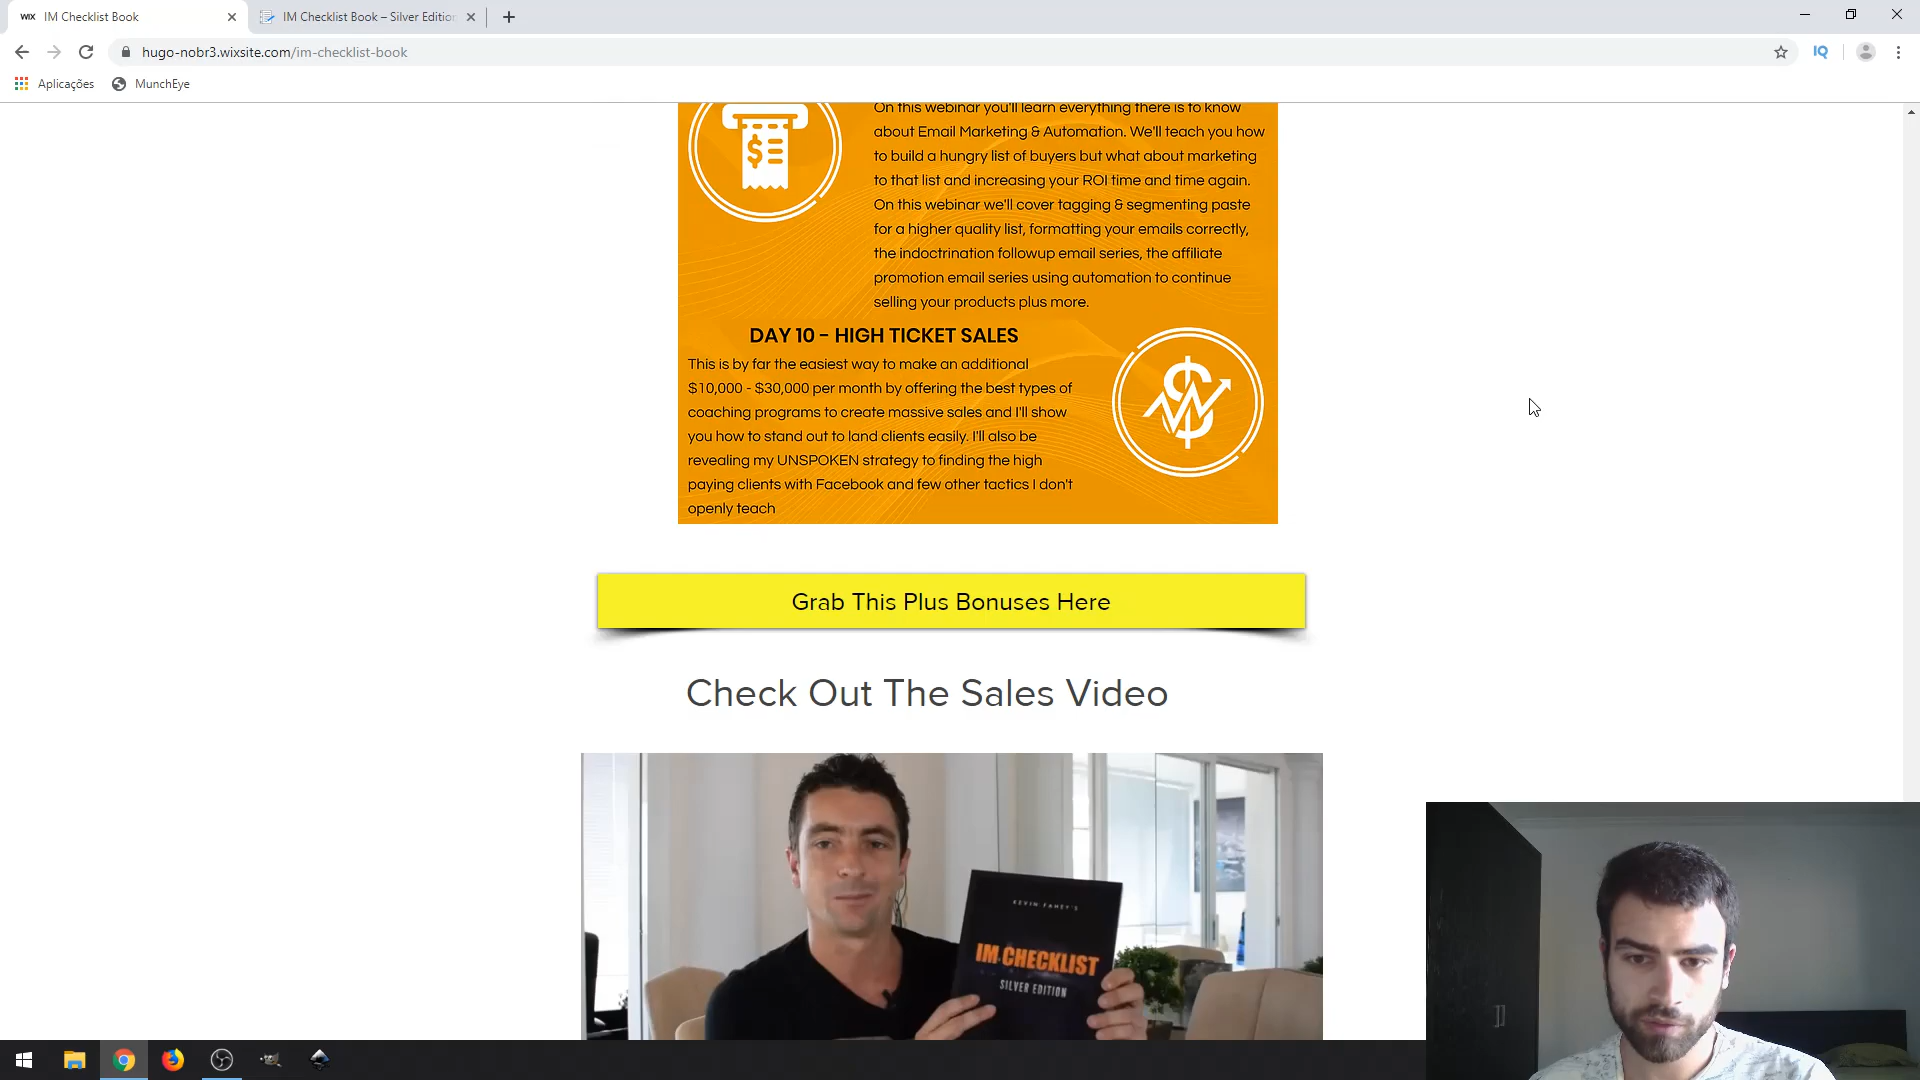 WiX IM Checklist Book
IM Checklist Book – Silver Editio
hugo-nobr3.wixsite.com/im-checklist-book
IQ
Aplicações
MunchEye
On this webinar you'll learn everything there is to know
about Email Marketing & Automation. We'll teach you how
to build a hungry list of buyers but what about marketing
to that list and increasing your ROI time and time again.
On this webinar we'll cover tagging & segmenting paste
for a higher quality list, formatting your emails correctly,
the indoctrination followup email series, the affiliate
promotion email series using automation to continue
selling your products plus more.
DAY 10 - HIGH TICKET SALES
This is by far the easiest way to make an additional
$10,000 - $30,000 per month by offering the best types of
coaching programs to create massive sales and I'll show
you how to stand out to land clients easily. I'll also be
revealing my UNSPOKEN strategy to finding the high
paying clients with Facebook and few other tactics I don't
openly teach
Grab This Plus Bonuses Here
Check Out The Sales Video
KEVIN FAHEY'S
IM CHECKLIST
SILVER EDITION